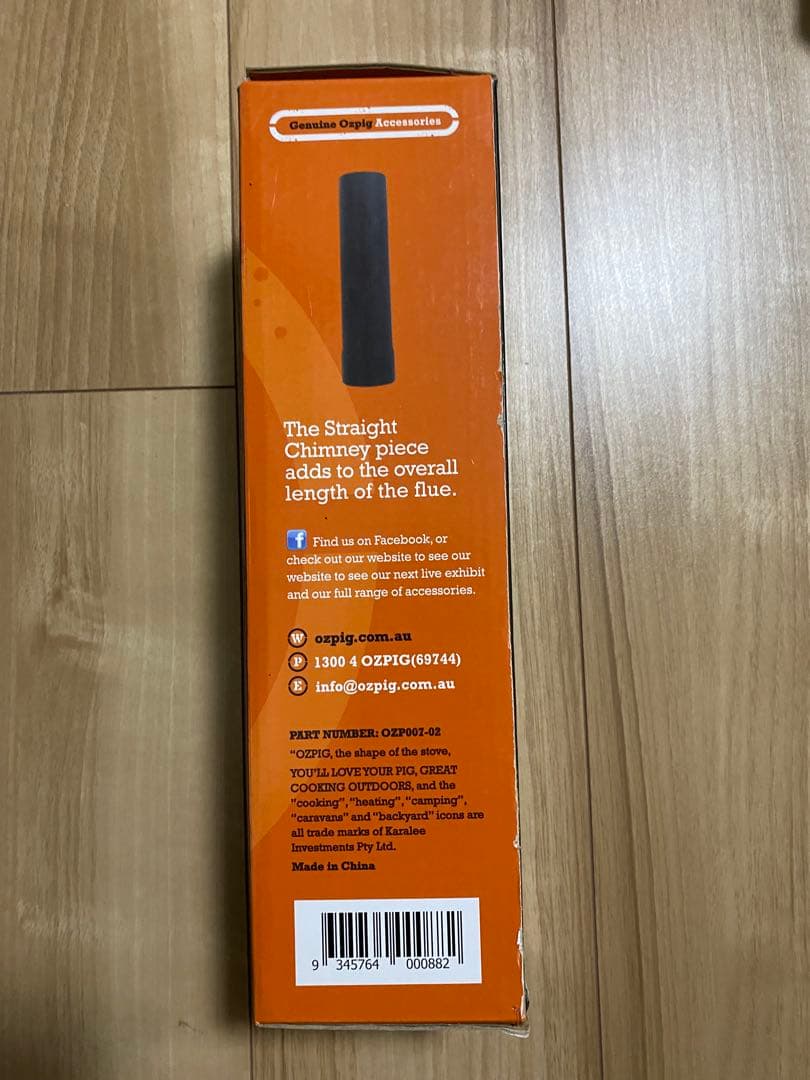 Genuine Ozpig Accessories
The Straight
Chimney piece
adds to the overall
length of the flue.
f Find us on Facebook, or
check out our website to see our
website to see our next live exhibit
and our full range of accessories.
W ozpig.com.au
P 1300 4 OZPIG(69744)
E info@ozpig.com.au
PART NUMBER: OZP007-02
"OZPIG, the shape of the stove,
YOU'LL LOVE YOUR PIG, GREAT
COOKING OUTDOORS, and the
"cooking", "heating", "camping",
"caravans" and "backyard" icons are
all trade marks of Karalee
Investments Pty Ltd.
Made in China
9 345764 000882